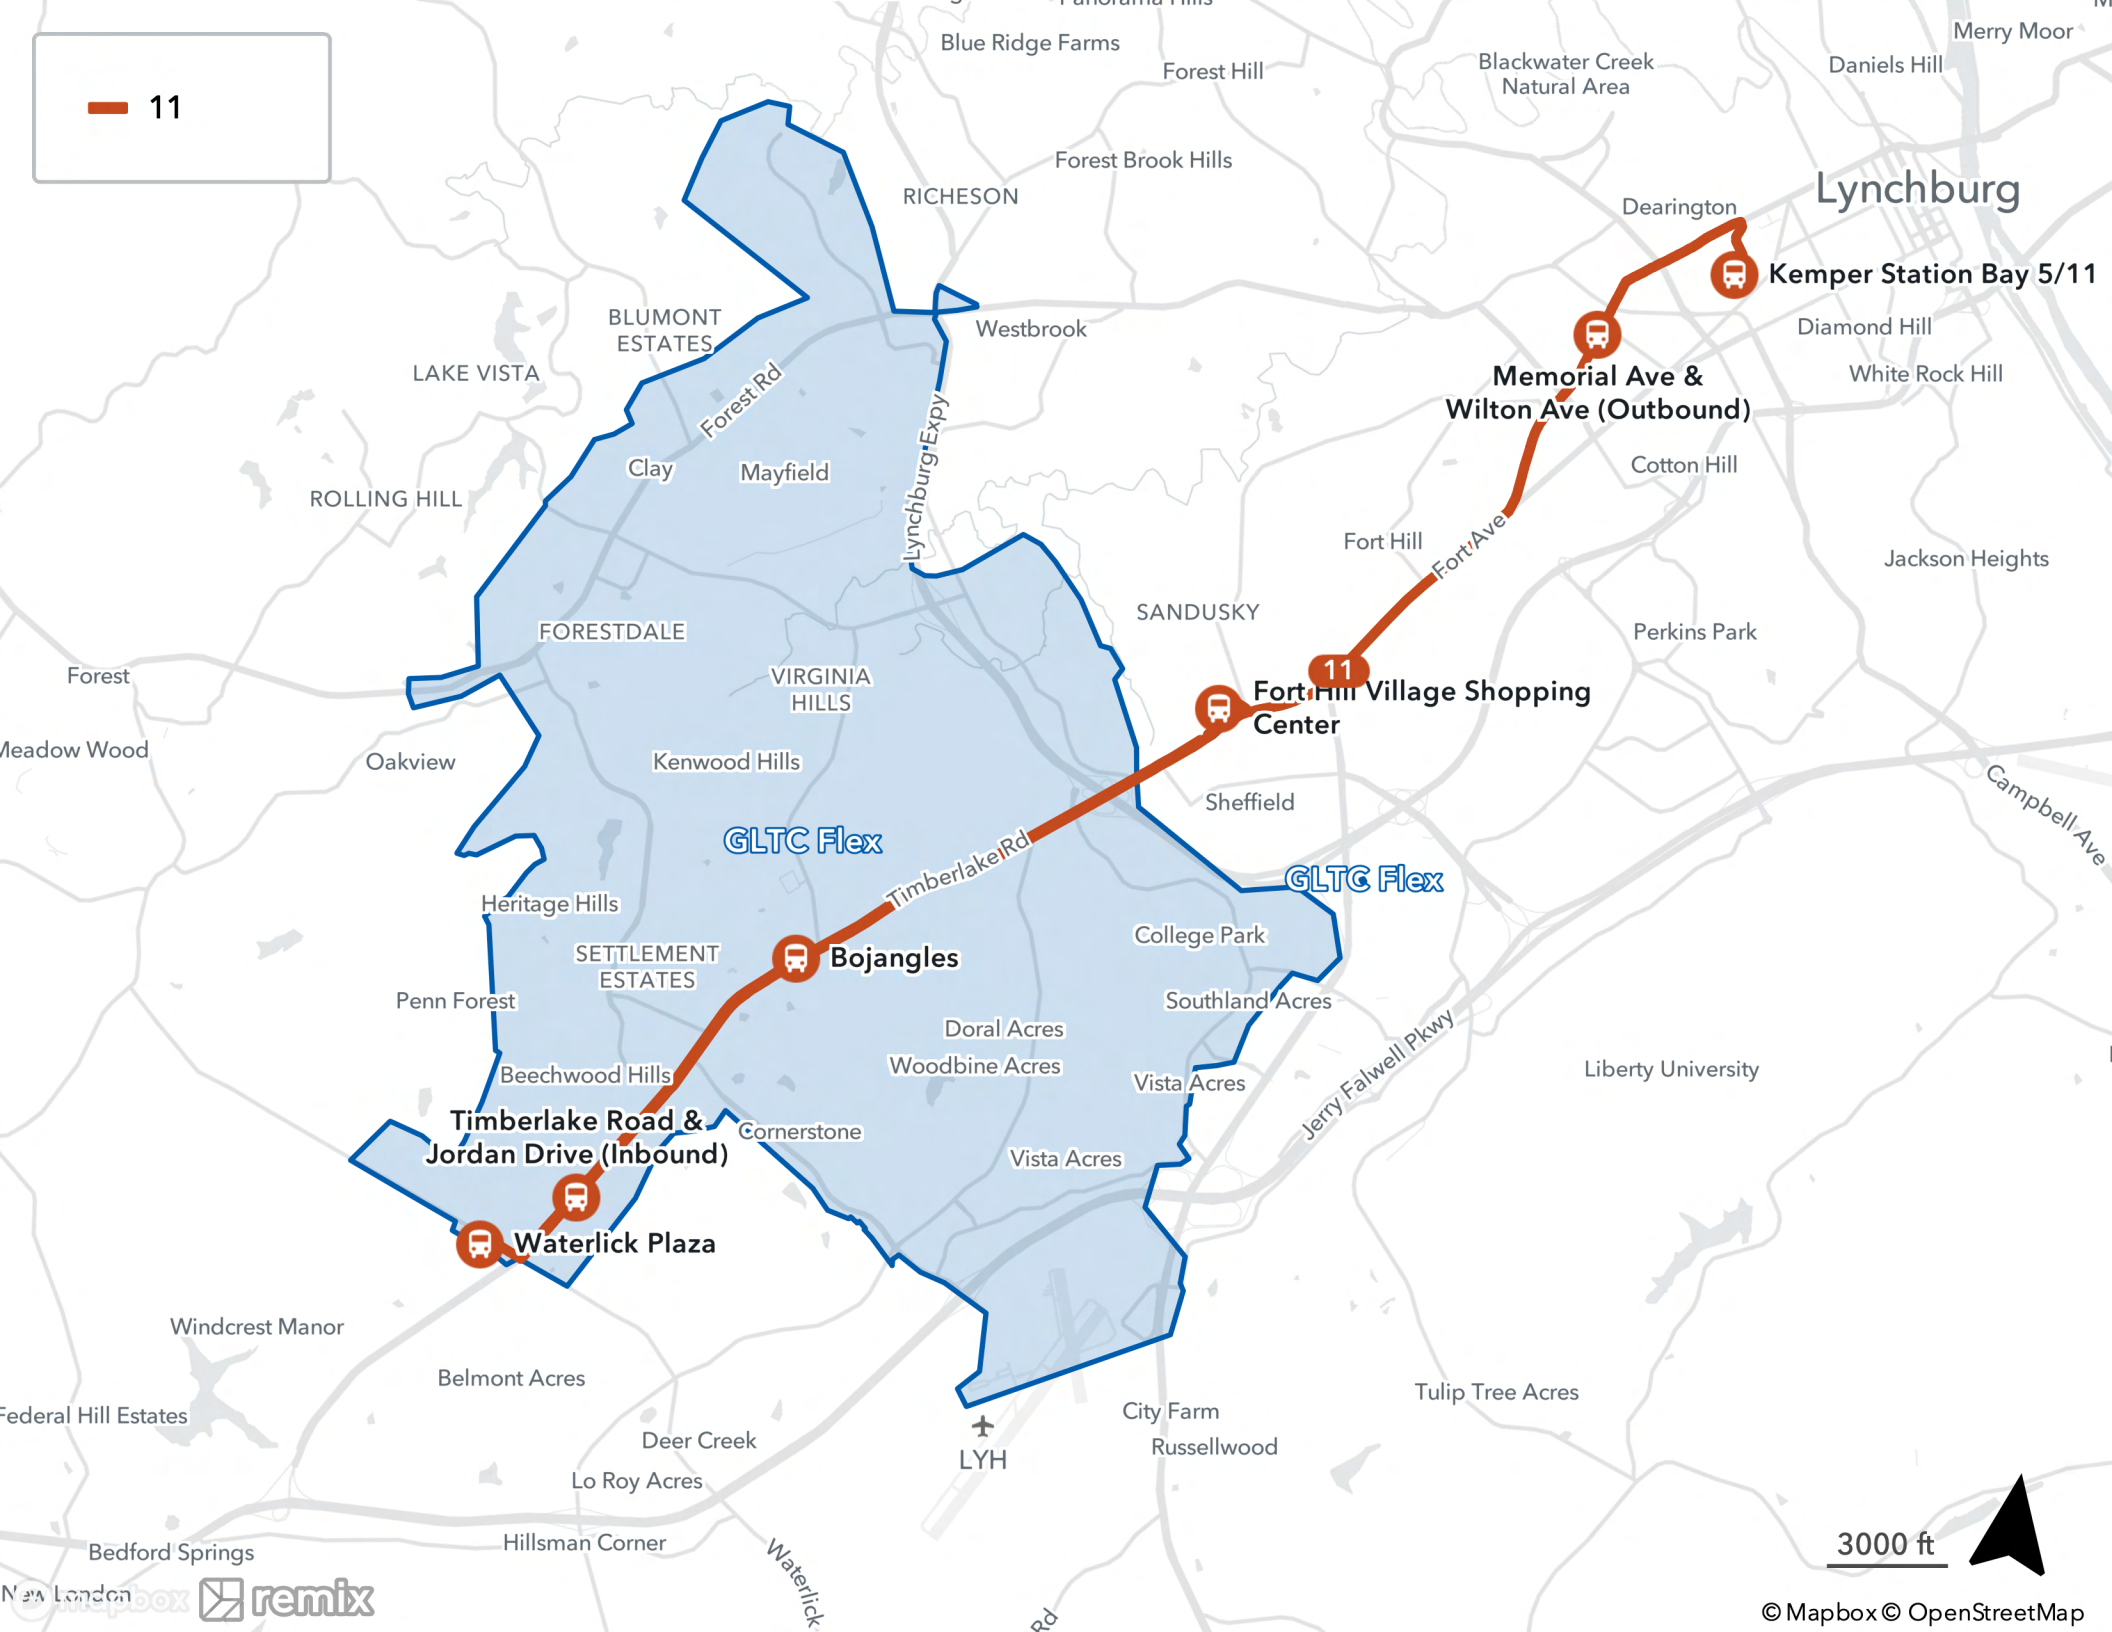 Panorama Hills
Blue Ridge Farms
Forest Hill
Blackwater Creek
Natural Area
Daniels Hill
Merry Moor
11
Forest Brook Hills
RICHESON
Dearington
Lynchburg
Kemper Station Bay 5/11
BLUMONT
ESTATES
Westbrook
Diamond Hill
LAKE VISTA
Forest Rd
Memorial Ave &
Wilton Ave (Outbound)
White Rock Hill
Lynchburg Expy
Clay
Mayfield
Cotton Hill
ROLLING HILL
Fort Hill
Fort Ave
Jackson Heights
FORESTDALE
SANDUSKY
Perkins Park
Forest
VIRGINIA
HILLS
11
Fort Hill Village Shopping
Center
Meadow Wood
Oakview
Kenwood Hills
Sheffield
Campbell Ave
GLTC Flex
Timberlake Rd
GLTC Flex
Heritage Hills
College Park
SETTLEMENT
ESTATES
Bojangles
Penn Forest
Southland Acres
Doral Acres
Woodbine Acres
Beechwood Hills
Vista Acres
Jerry Falwell Pkwy
Liberty University
Timberlake Road &
Jordan Drive (Inbound)
Cornerstone
Vista Acres
Waterlick Plaza
Windcrest Manor
Belmont Acres
Tulip Tree Acres
Federal Hill Estates
City Farm
Russellwood
Deer Creek
LYH
Lo Roy Acres
Hillsman Corner
Waterlick
Rd
Bedford Springs
New London
mapbox
remix
3000 ft
© Mapbox © OpenStreetMap